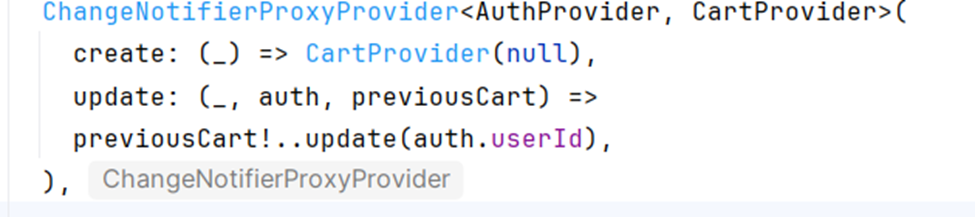 ChangeNotifierProxyProvider<AuthProvider, CartProvider>(
create: (_) => CartProvider(null),
update: (_, auth, previousCart) =>
previousCart!..update(auth.userId),
), ChangeNotifierProxyProvider